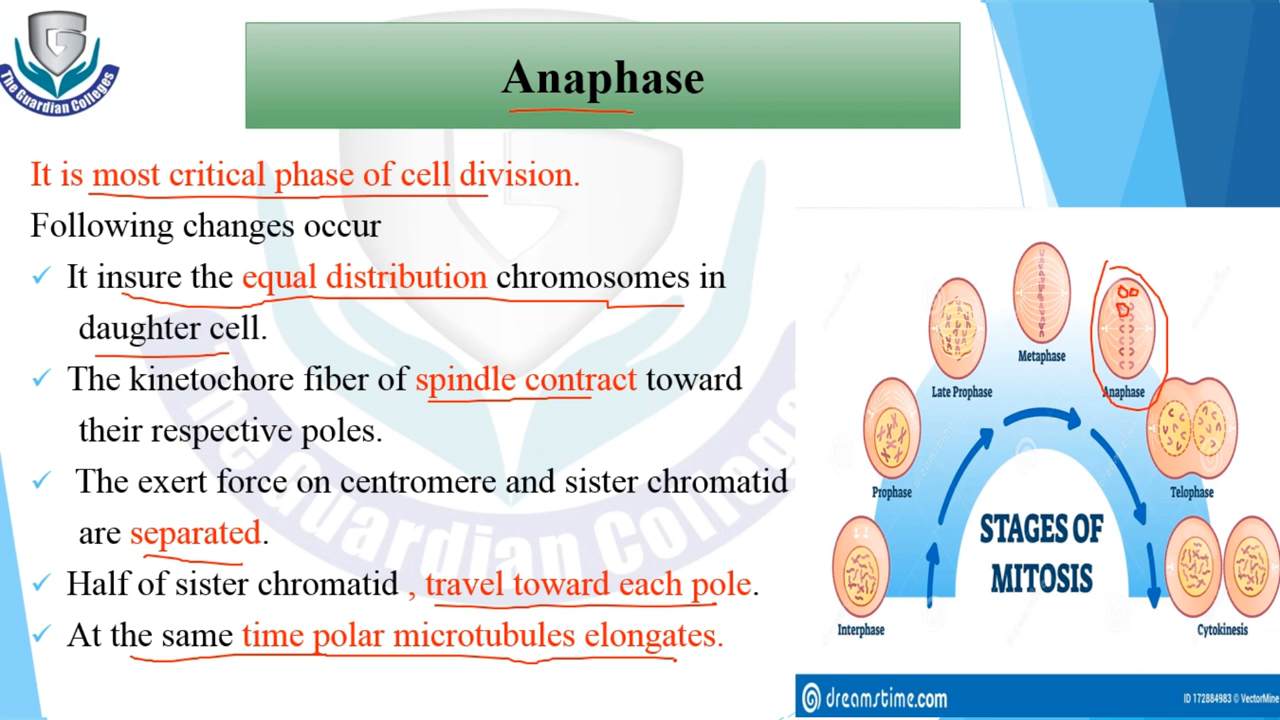 The Guardian Colleges
Anaphase
It is most critical phase of cell division.
Following changes occur
It insure the equal distribution chromosomes in
daughter cell.
The kinetochore fiber of spindle contract toward
their respective poles.
The exert force on centromere and sister chromatid
are separated.
Half of sister chromatid , travel toward each pole.
At the same time polar microtubules elongates.
The Guardian Colleges
Metaphase
Late Prophase
Anaphase
Prophase
Telophase
STAGES OF
MITOSIS
Interphase
Cytokinesis
dreamstime.com
ID 172884983 © VectorMine